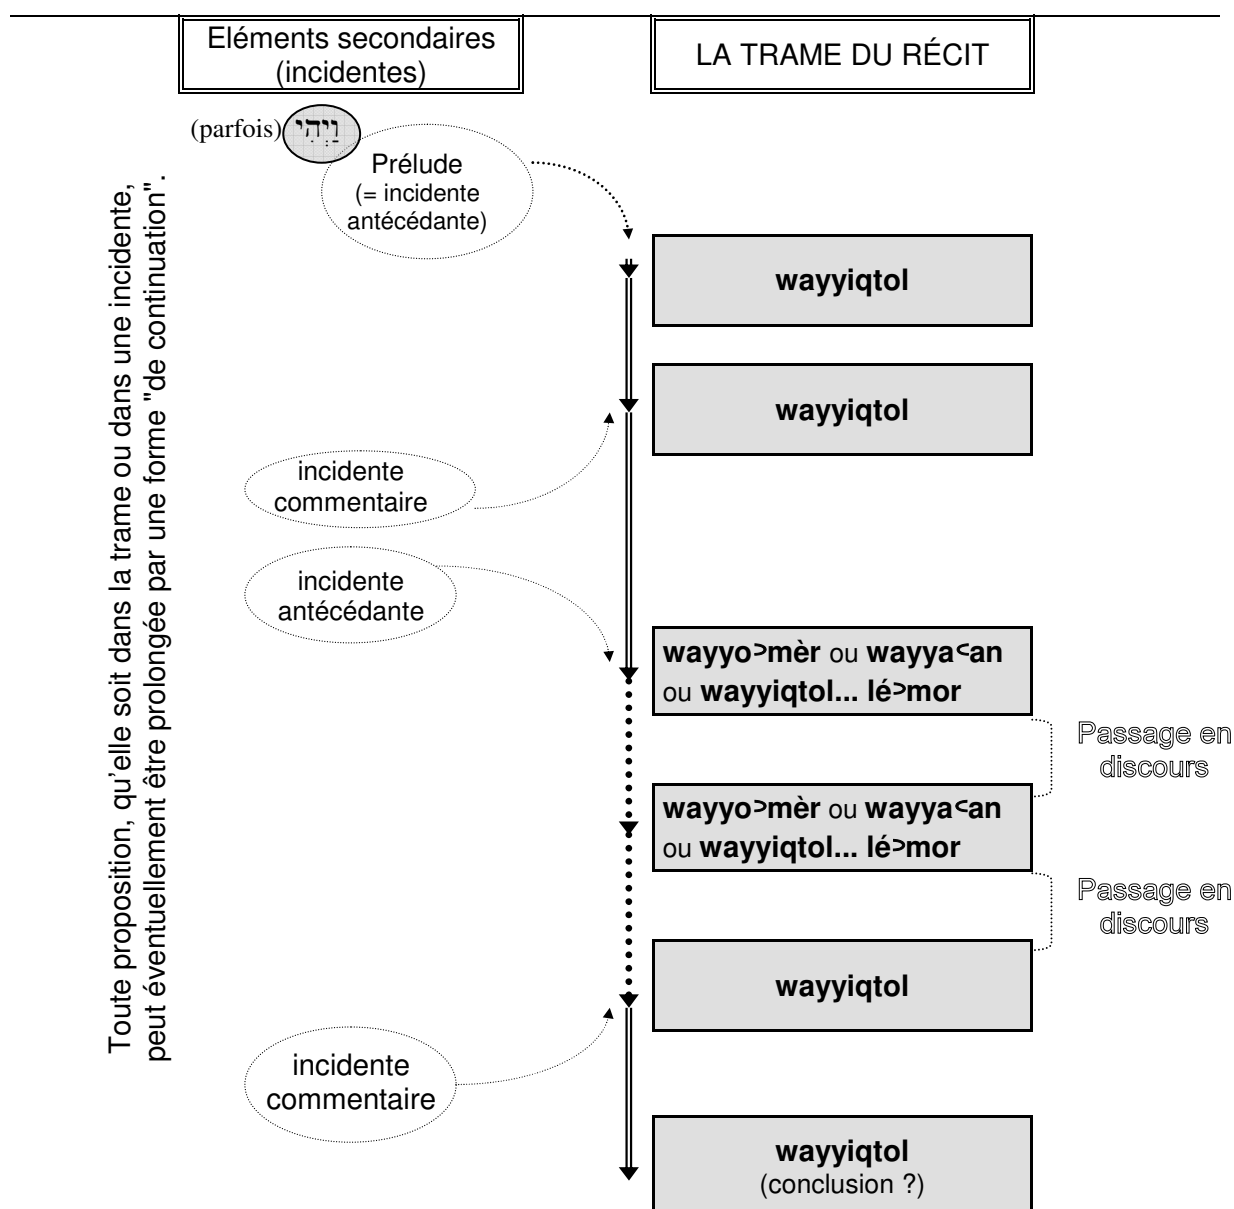 Eléments secondaires
(incidentes)
LA TRAME DU RÉCIT
(parfois) וַיְהִי
Prélude
(= incidente
antécédante)
wayyiqtol
wayyiqtol
incidente
commentaire
incidente
antécédante
wayyo>mèr ou wayya<an
ou wayyiqtol... lé>mor
Passage en
discours
wayyo>mèr ou wayya<an
ou wayyiqtol... lé>mor
Passage en
discours
wayyiqtol
incidente
commentaire
wayyiqtol
(conclusion ?)
Toute proposition, qu'elle soit dans la trame ou dans une incidente,
peut éventuellement être prolongée par une forme "de continuation".